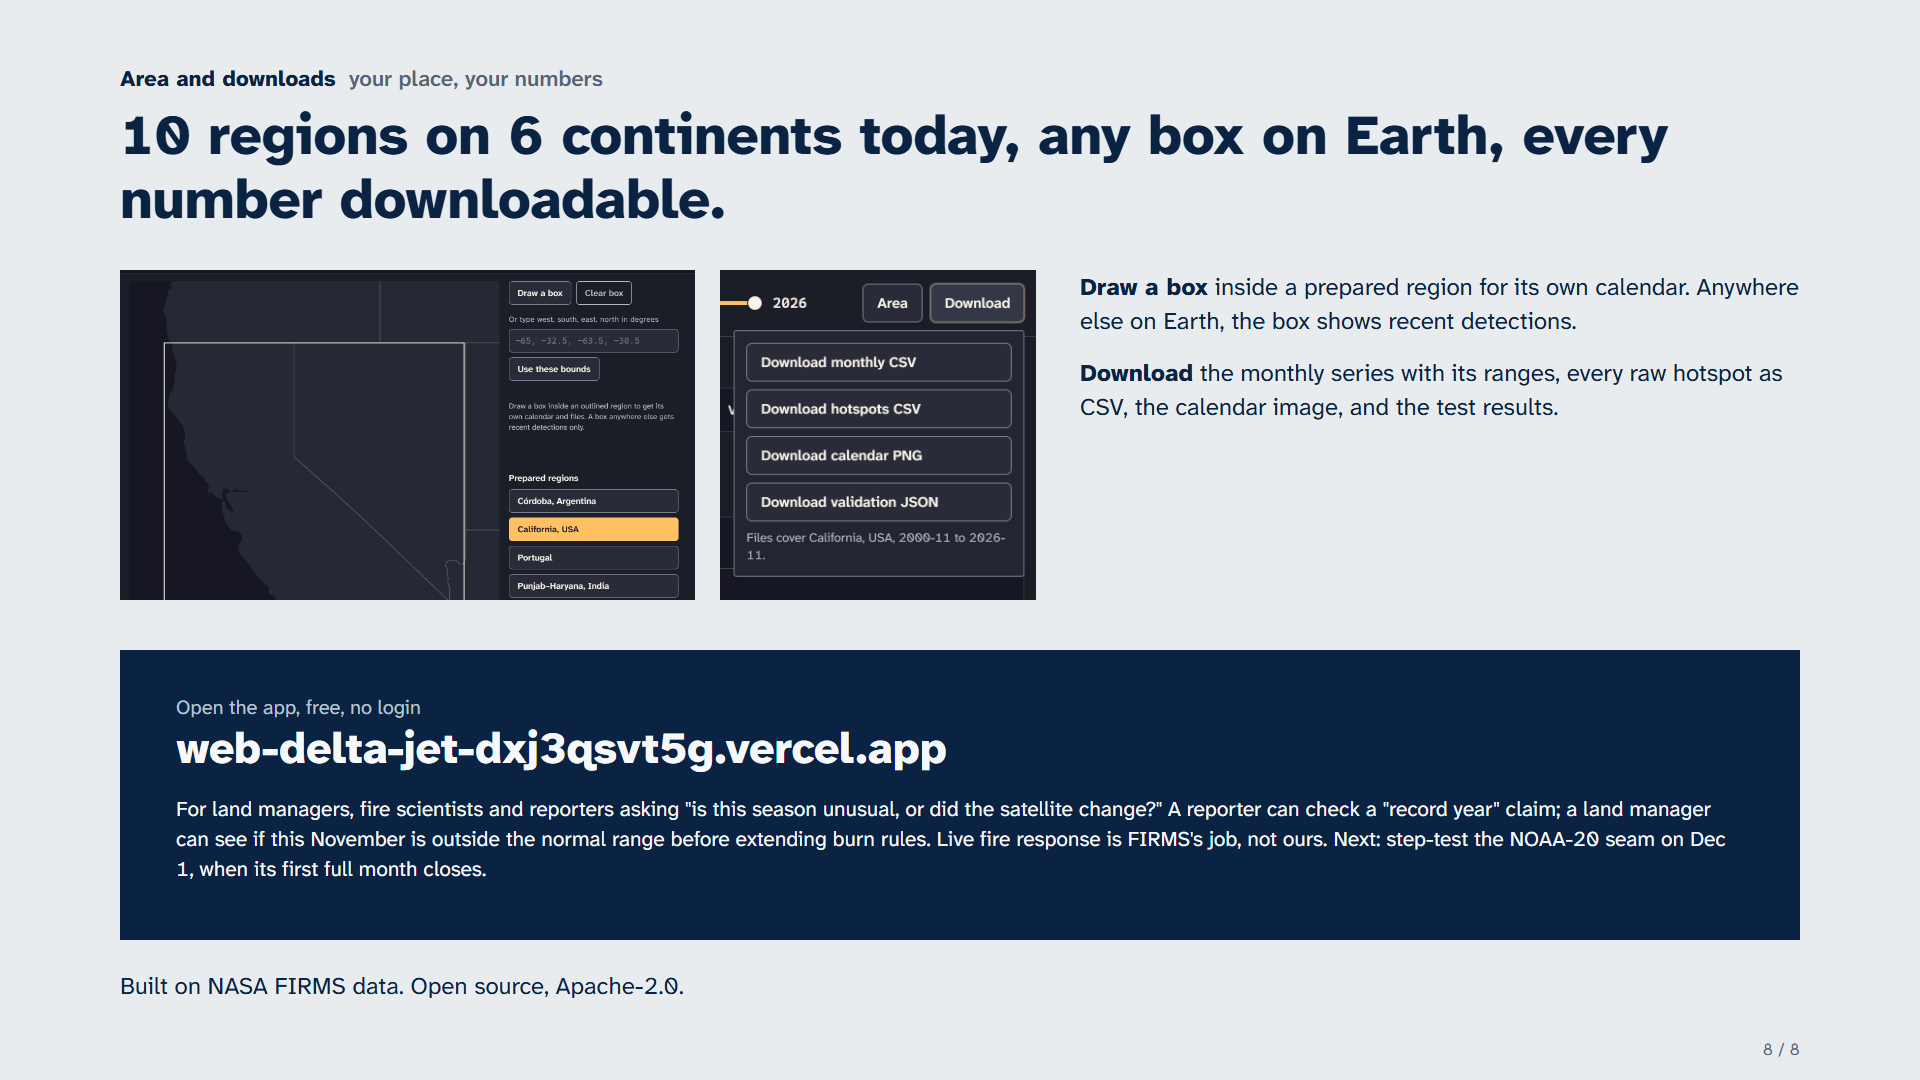 Area and downloads your place, your numbers
10 regions on 6 continents today, any box on Earth, every
number downloadable.
Draw a box
Clear box
Or type west, south, east, north in degrees
-65, -32.5, -63.5, -30.5
Use these bounds
Draw a box inside an outlined region to get its
own calendar and files. A box anywhere else gets
recent detections only.
Prepared regions
Córdoba, Argentina
California, USA
Portugal
Punjab–Haryana, India
2026
Area
Download
Download monthly CSV
Download hotspots CSV
Download calendar PNG
Download validation JSON
Files cover California, USA, 2000-11 to 2026-
11.
Draw a box inside a prepared region for its own calendar. Anywhere
else on Earth, the box shows recent detections.
Download the monthly series with its ranges, every raw hotspot as
CSV, the calendar image, and the test results.
Open the app, free, no login
web-delta-jet-dxj3qsvt5g.vercel.app
For land managers, fire scientists and reporters asking "is this season unusual, or did the satellite change?" A reporter can check a "record year" claim; a land manager
can see if this November is outside the normal range before extending burn rules. Live fire response is FIRMS's job, not ours. Next: step-test the NOAA-20 seam on Dec
1, when its first full month closes.
Built on NASA FIRMS data. Open source, Apache-2.0.
8 / 8